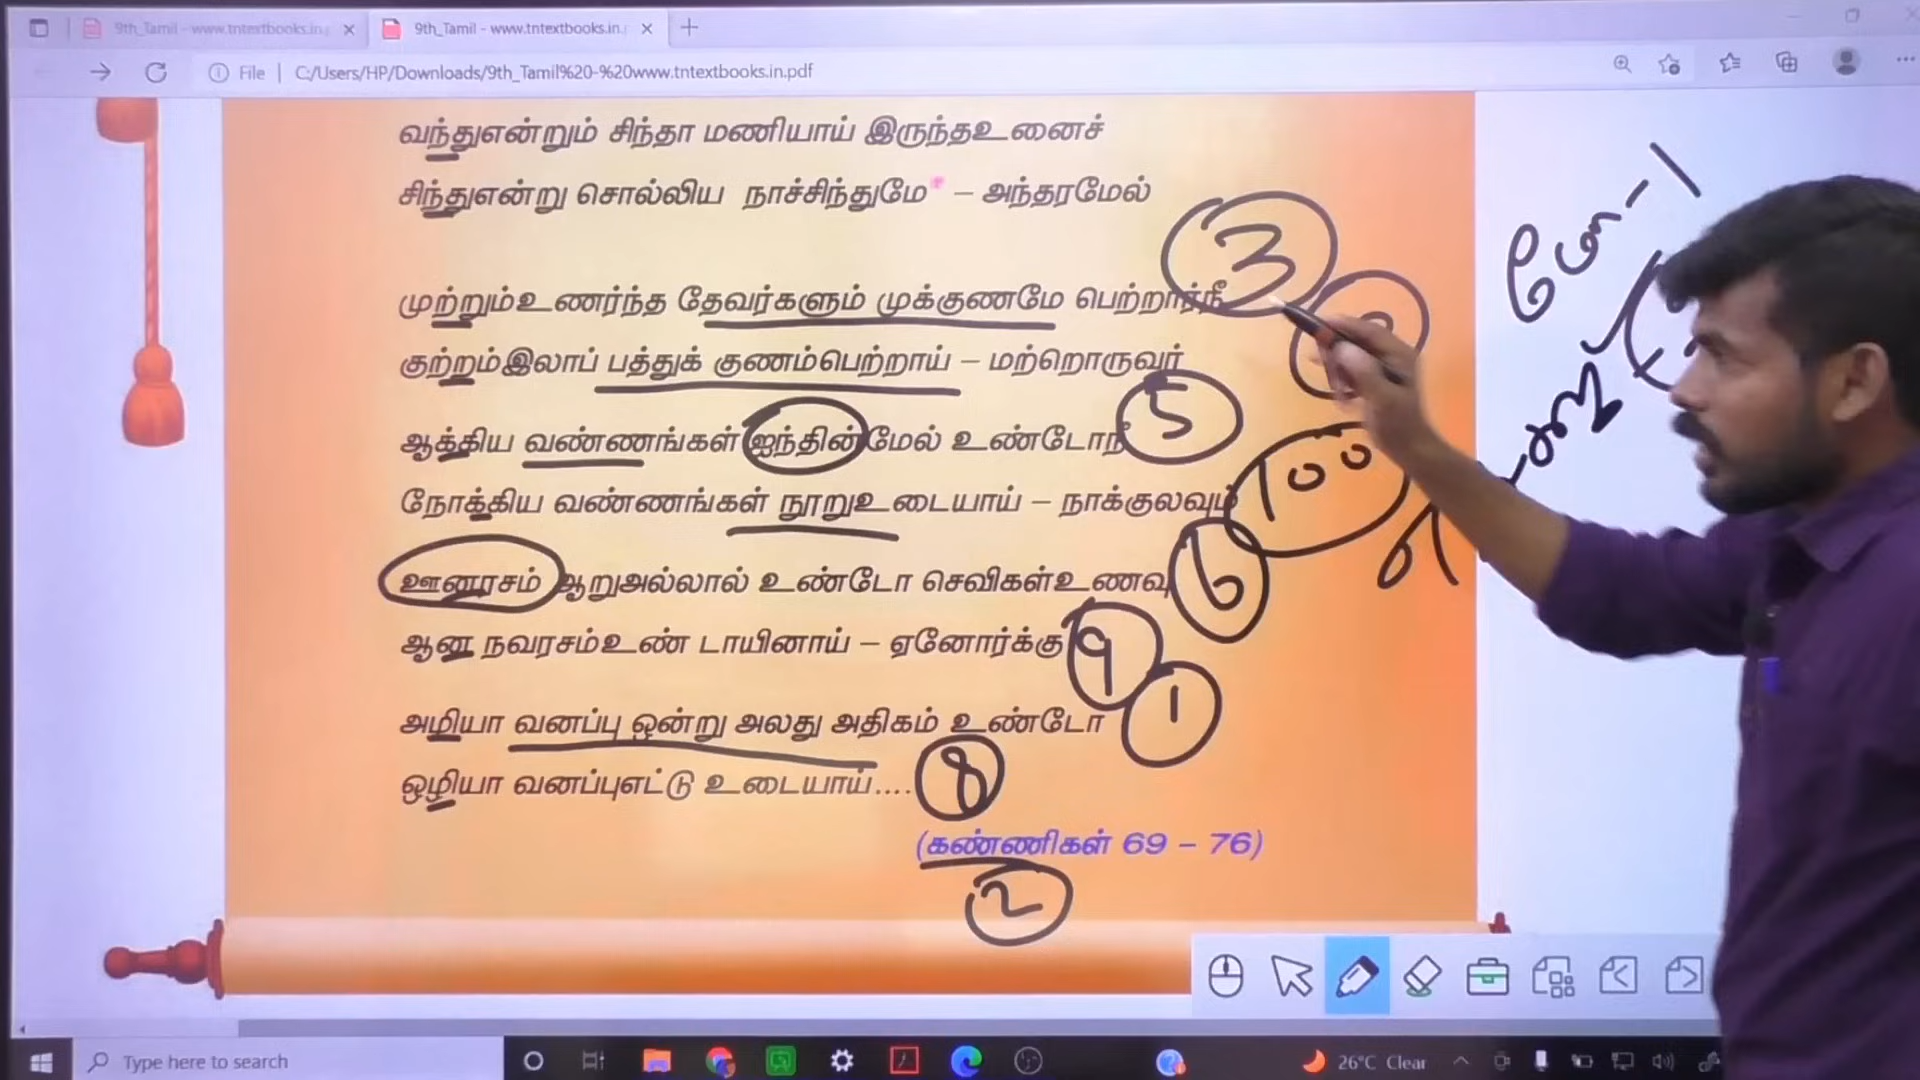 9th_Tamil - www.tntextbooks.in.p
9th_Tamil - www.tntextbooks.in.p
File | C:/Users/HP/Downloads/9th_Tamil%20-%20www.tntextbooks.in.pdf
வந்துஎன்றும் சிந்தா மணியாய் இருந்தஉனைச்
சிந்துஎன்று சொல்லிய நாச்சிந்துமே – அந்தரமேல்
3
முற்றும்உணர்ந்த தேவர்களும் முக்குணமே பெற்றார்நீ
குற்றம்இலாப் பத்துக் குணம்பெற்றாய் – மற்றொருவர்
ஆக்கிய வண்ணங்கள் ஐந்தின்மேல் உண்டோநீ 5
நோக்கிய வண்ணங்கள் நூறுஉடையாய் – நாக்குலவும் 100
ஊனரசம் ஆறுஅல்லால் உண்டோ செவிகள்உணவு 6
ஆன நவரசம்உண் டாயினாய் – ஏனோர்க்கு 9
அழியா வனப்பு ஒன்று அலது அதிகம் உண்டோ 1
ஒழியா வனப்புஎட்டு உடையாய்.... 8
(கண்ணிகள் 69 – 76)
2
Type here to search
26°C Clear